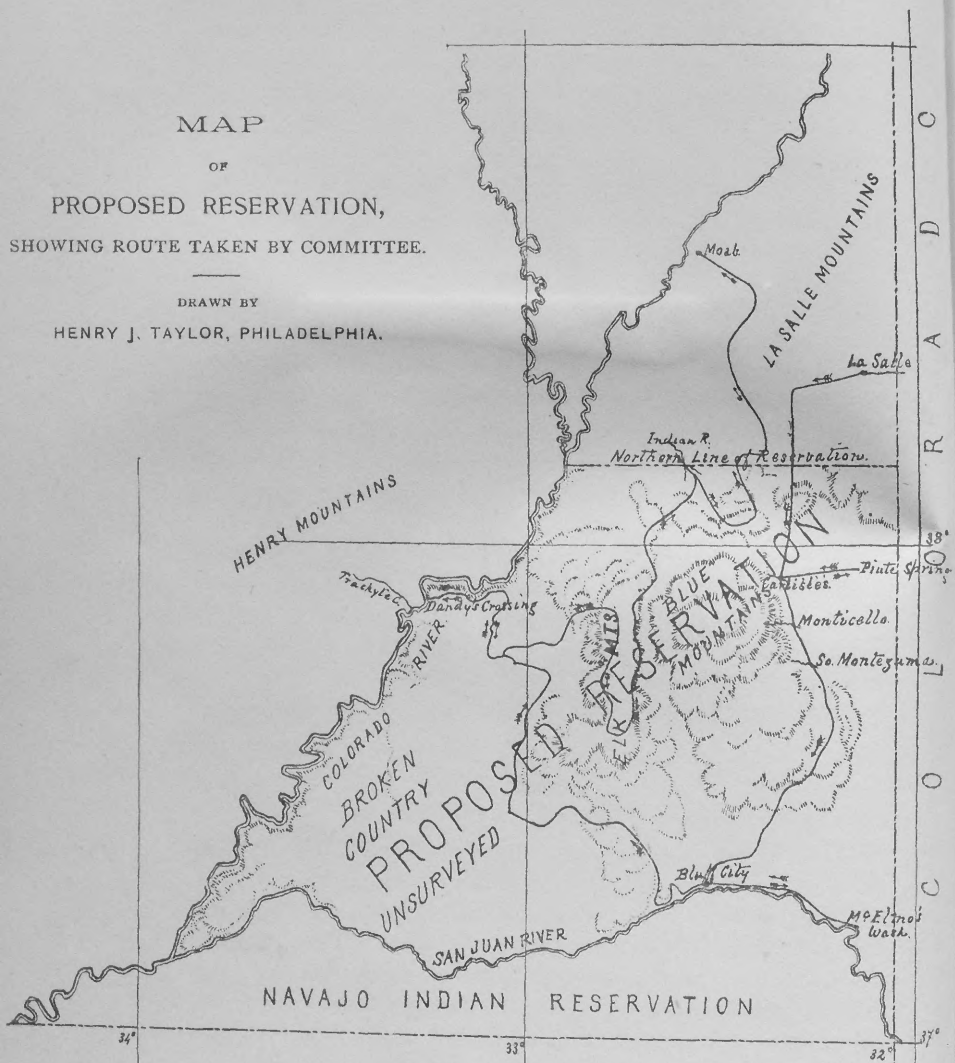 MAP
OF
PROPOSED RESERVATION,
SHOWING ROUTE TAKEN BY COMMITTEE.
DRAWN BY
HENRY J. TAYLOR, PHILADELPHIA.
COLORADO
LA SALLE MOUNTAINS
Moab.
La Salle
Indian R.
Northern Line of Reservation.
HENRY MOUNTAINS
38°
Piute Spring
Carlisle's.
Trachyte C.
Dandy's Crossing
BLUE
MOUNTAINS
Monticello.
So. Montezuma.
ELK MTS
PROPOSED RESERVATION
COLORADO RIVER
BROKEN
COUNTRY
UNSURVEYED
Bluff City
McElmo's
Wash.
SAN JUAN RIVER
NAVAJO INDIAN RESERVATION
34°
33°
32°
37°